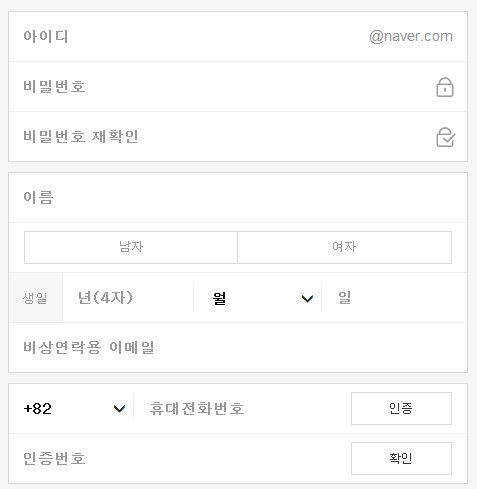 아이디 @naver.com
비밀번호
비밀번호 재확인
이름
남자 여자
생일 년(4자) 월 일
비상연락용 이메일
+82 휴대전화번호 인증
인증번호 확인